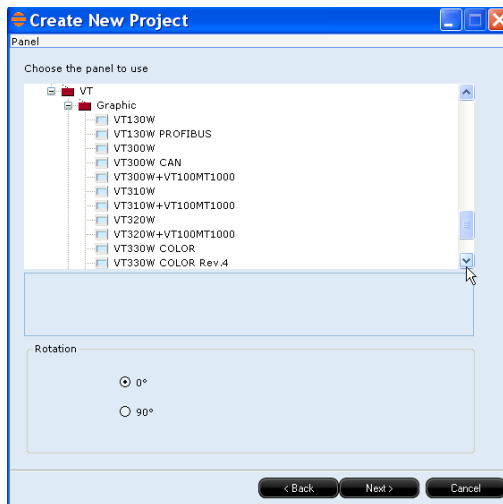 Create New Project
Panel
Choose the panel to use
VT
Graphic
VT130W
VT130W PROFIBUS
VT300W
VT300W CAN
VT300W+VT100MT1000
VT310W
VT310W+VT100MT1000
VT320W
VT320W+VT100MT1000
VT330W COLOR
VT330W COLOR Rev.4
Rotation
0°
90°
< Back Next > Cancel